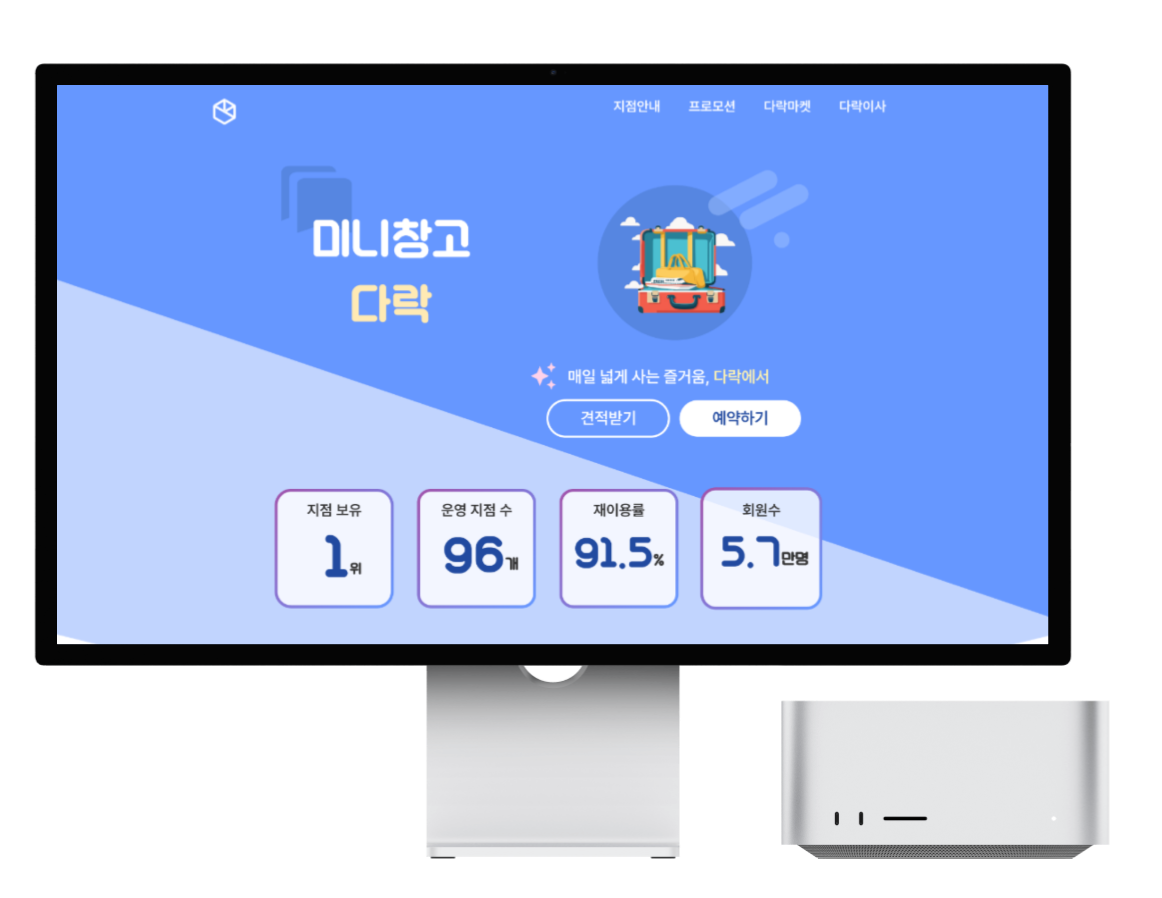 지점안내 프로모션 다락마켓 다락이사
미니창고
다락
매일 넓게 사는 즐거움, 다락에서
견적받기 예약하기
지점 보유
1위
운영 지점 수
96개
재이용률
91.5%
회원수
5.7만명